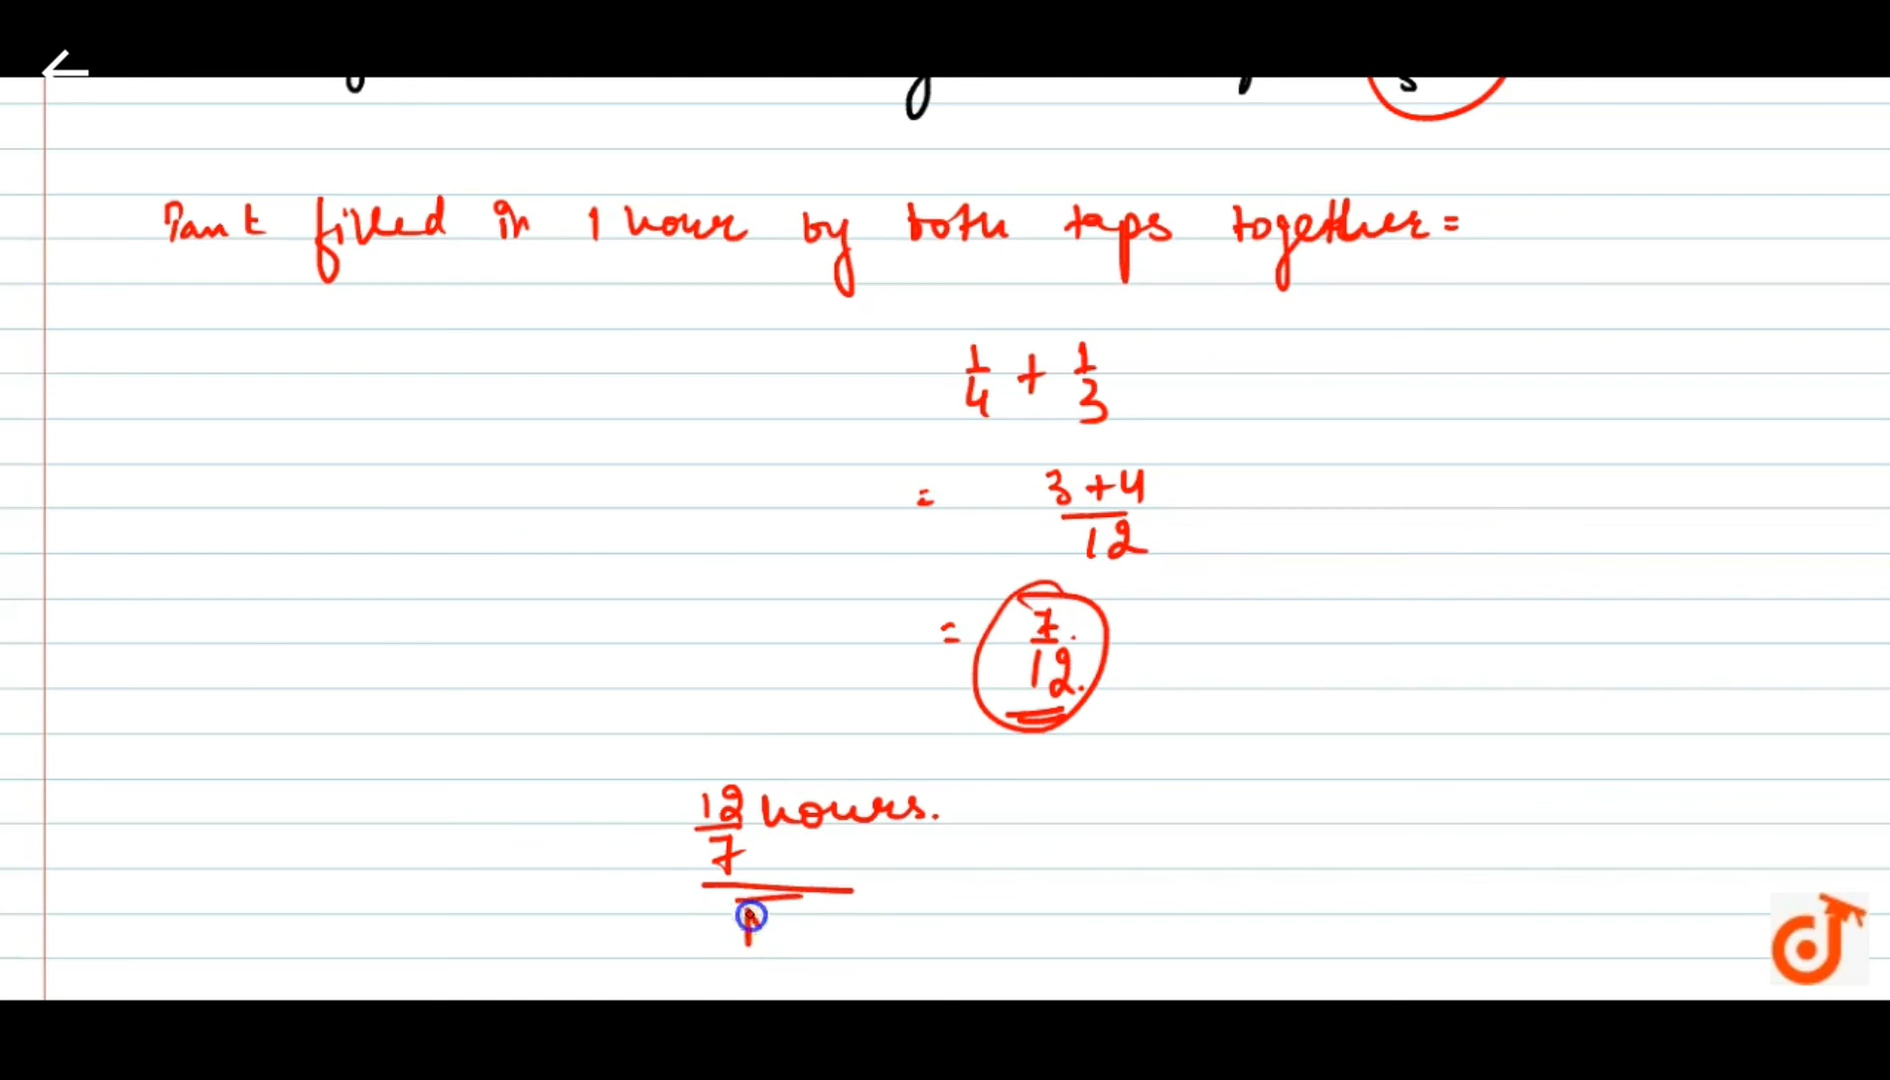 Tank filled in 1 hour by both taps together =
1/4 + 1/3
= 3+4/12
= 7/12.
12/7 hours.